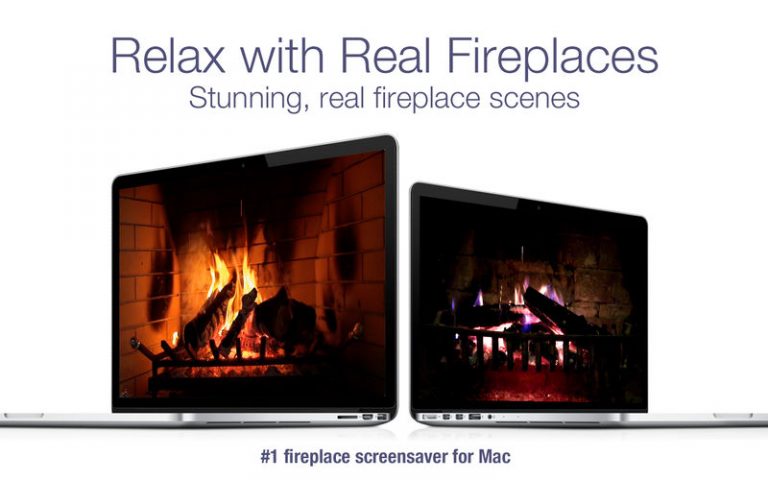 Relax with Real Fireplaces
Stunning, real fireplace scenes
#1 fireplace screensaver for Mac